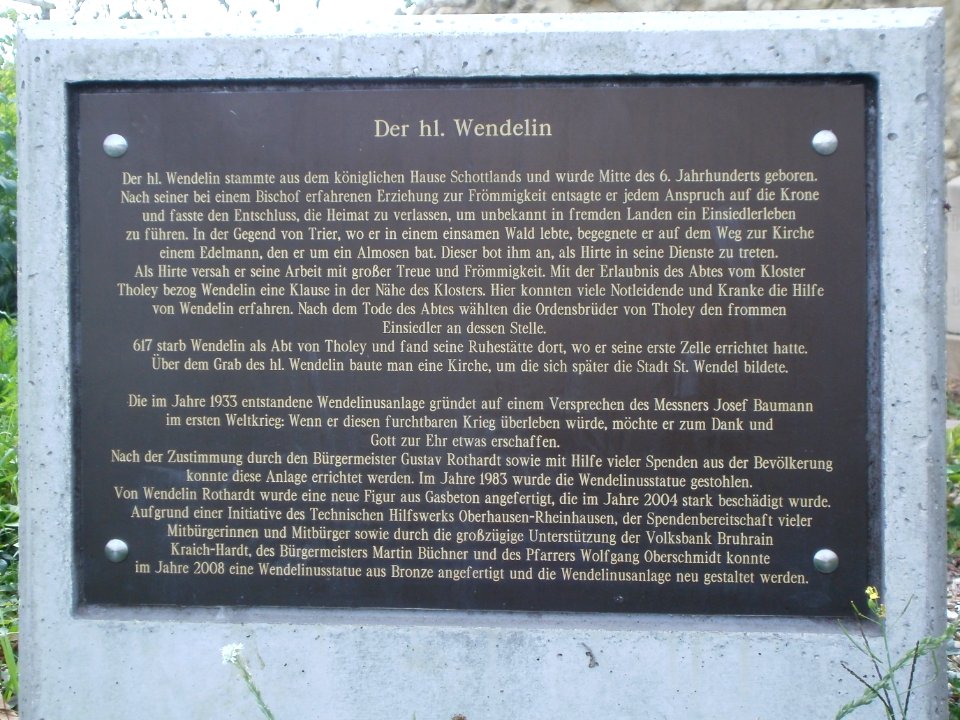 Der hl. Wendelin
Der hl. Wendelin stammte aus dem königlichen Hause Schottlands und wurde Mitte des 6. Jahrhunderts geboren.
Nach seiner bei einem Bischof erfahrenen Erziehung zur Frömmigkeit entsagte er jedem Anspruch auf die Krone
und fasste den Entschluss, die Heimat zu verlassen, um unbekannt in fremden Landen ein Einsiedlerleben
zu führen. In der Gegend von Trier, wo er in einem einsamen Wald lebte, begegnete er auf dem Weg zur Kirche
einem Edelmann, den er um ein Almosen bat. Dieser bot ihm an, als Hirte in seine Dienste zu treten.
Als Hirte versah er seine Arbeit mit großer Treue und Frömmigkeit. Mit der Erlaubnis des Abtes vom Kloster
Tholey bezog Wendelin eine Klause in der Nähe des Klosters. Hier konnten viele Notleidende und Kranke die Hilfe
von Wendelin erfahren. Nach dem Tode des Abtes wählten die Ordensbrüder von Tholey den frommen
Einsiedler an dessen Stelle.
617 starb Wendelin als Abt von Tholey und fand seine Ruhestätte dort, wo er seine erste Zelle errichtet hatte.
Über dem Grab des hl. Wendelin baute man eine Kirche, um die sich später die Stadt St. Wendel bildete.
Die im Jahre 1933 entstandene Wendelinusanlage gründet auf einem Versprechen des Messners Josef Baumann
im ersten Weltkrieg: Wenn er diesen furchtbaren Krieg überleben würde, möchte er zum Dank und
Gott zur Ehr etwas erschaffen.
Nach der Zustimmung durch den Bürgermeister Gustav Rothardt sowie mit Hilfe vieler Spenden aus der Bevölkerung
konnte diese Anlage errichtet werden. Im Jahre 1983 wurde die Wendelinusstatue gestohlen.
Von Wendelin Rothardt wurde eine neue Figur aus Gasbeton angefertigt, die im Jahre 2004 stark beschädigt wurde.
Aufgrund einer Initiative des Technischen Hilfswerks Oberhausen-Rheinhausen, der Spendenbereitschaft vieler
Mitbürgerinnen und Mitbürger sowie durch die großzügige Unterstützung der Volksbank Bruhrain
Kraich-Hardt, des Bürgermeisters Martin Büchner und des Pfarrers Wolfgang Oberschmidt konnte
im Jahre 2008 eine Wendelinusstatue aus Bronze angefertigt und die Wendelinusanlage neu gestaltet werden.